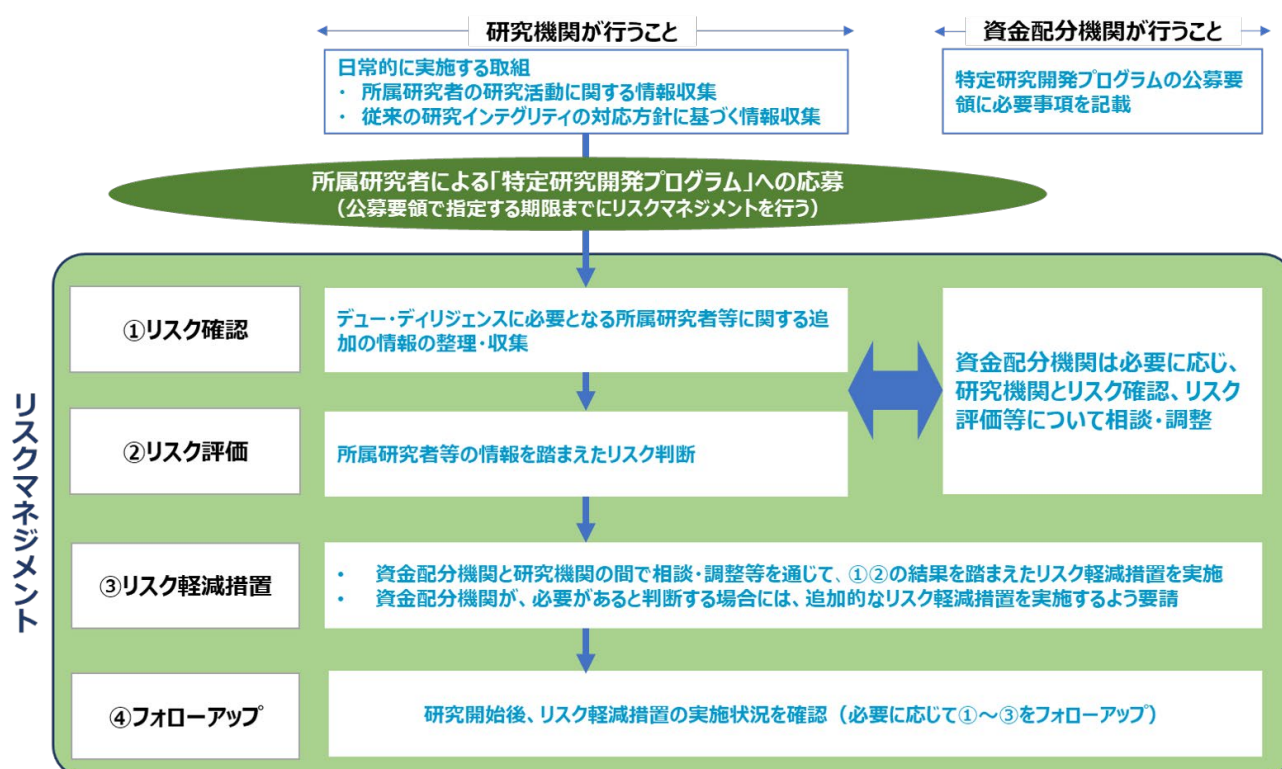 研究機関が行うこと
資金配分機関が行うこと
日常的に実施する取組
・ 所属研究者の研究活動に関する情報収集
・ 従来の研究インテグリティの対応方針に基づく情報収集
特定研究開発プログラムの公募要
領に必要事項を記載
所属研究者による「特定研究開発プログラム」への応募
（公募要領で指定する期限までにリスクマネジメントを行う）
リスクマネジメント
①リスク確認
デュー・ディリジェンスに必要となる所属研究者等に関する追
加の情報の整理・収集
②リスク評価
所属研究者等の情報を踏まえたリスク判断
資金配分機関は必要に応じ、
研究機関とリスク確認、リスク
評価等について相談・調整
③リスク軽減措置
・ 資金配分機関と研究機関の間で相談・調整等を通じて、①②の結果を踏まえたリスク軽減措置を実施
・ 資金配分機関が、必要があると判断する場合には、追加的なリスク軽減措置を実施するよう要請
④フォローアップ
研究開始後、リスク軽減措置の実施状況を確認（必要に応じて①～③をフォローアップ）